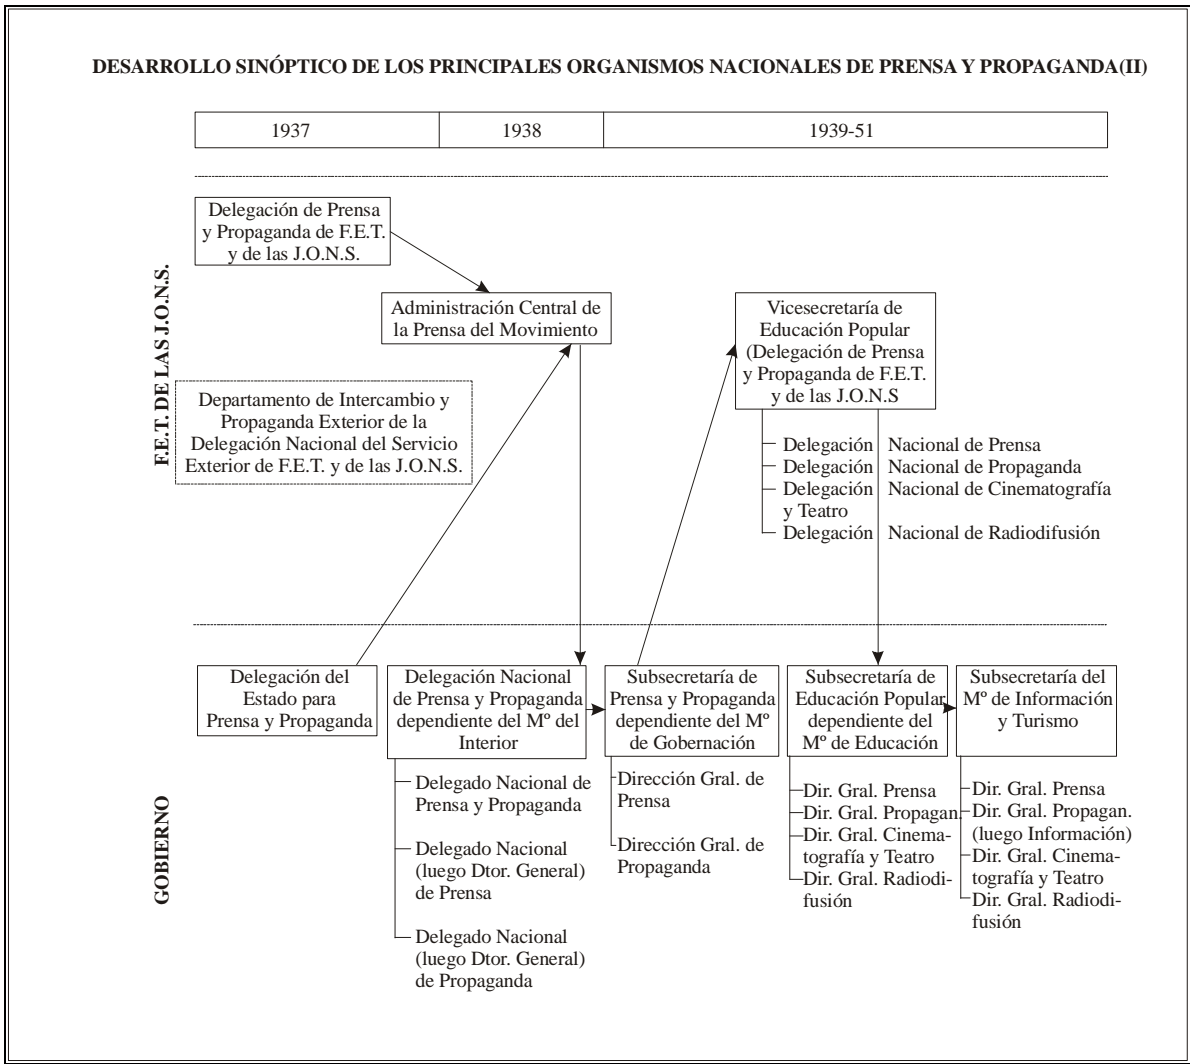 DESARROLLO SINÓPTICO DE LOS PRINCIPALES ORGANISMOS NACIONALES DE PRENSA Y PROPAGANDA(II)
1937
1938
1939-51
F.E.T. DE LAS J.O.N.S.
Delegación de Prensa
y Propaganda de F.E.T.
y de las J.O.N.S.
Administración Central de
la Prensa del Movimiento
Departamento de Intercambio y
Propaganda Exterior de la
Delegación Nacional del Servicio
Exterior de F.E.T. y de las J.O.N.S.
Vicesecretaría de
Educación Popular
(Delegación de Prensa
y Propaganda de F.E.T.
y de las J.O.N.S
Delegación Nacional de Prensa
Delegación Nacional de Propaganda
Delegación Nacional de Cinematografía
y Teatro
Delegación Nacional de Radiodifusión
GOBIERNO
Delegación del
Estado para
Prensa y Propaganda
Delegación Nacional
de Prensa y Propaganda
dependiente del Mº del
Interior
Delegado Nacional de
Prensa y Propaganda
Delegado Nacional
(luego Dtor. General)
de Prensa
Delegado Nacional
(luego Dtor. General)
de Propaganda
Subsecretaría de
Prensa y Propaganda
dependiente del Mº
de Gobernación
Dirección Gral. de
Prensa
Dirección Gral. de
Propaganda
Subsecretaría de
Educación Popular
dependiente del
Mº de Educación
Dir. Gral. Prensa
Dir. Gral. Propagan.
Dir. Gral. Cinema-
tografía y Teatro
Dir. Gral. Radiodi-
fusión
Subsecretaría del
Mº de Información
y Turismo
Dir. Gral. Prensa
Dir. Gral. Propagan.
(luego Información)
Dir. Gral. Cinema-
tografía y Teatro
Dir. Gral. Radiodi-
fusión